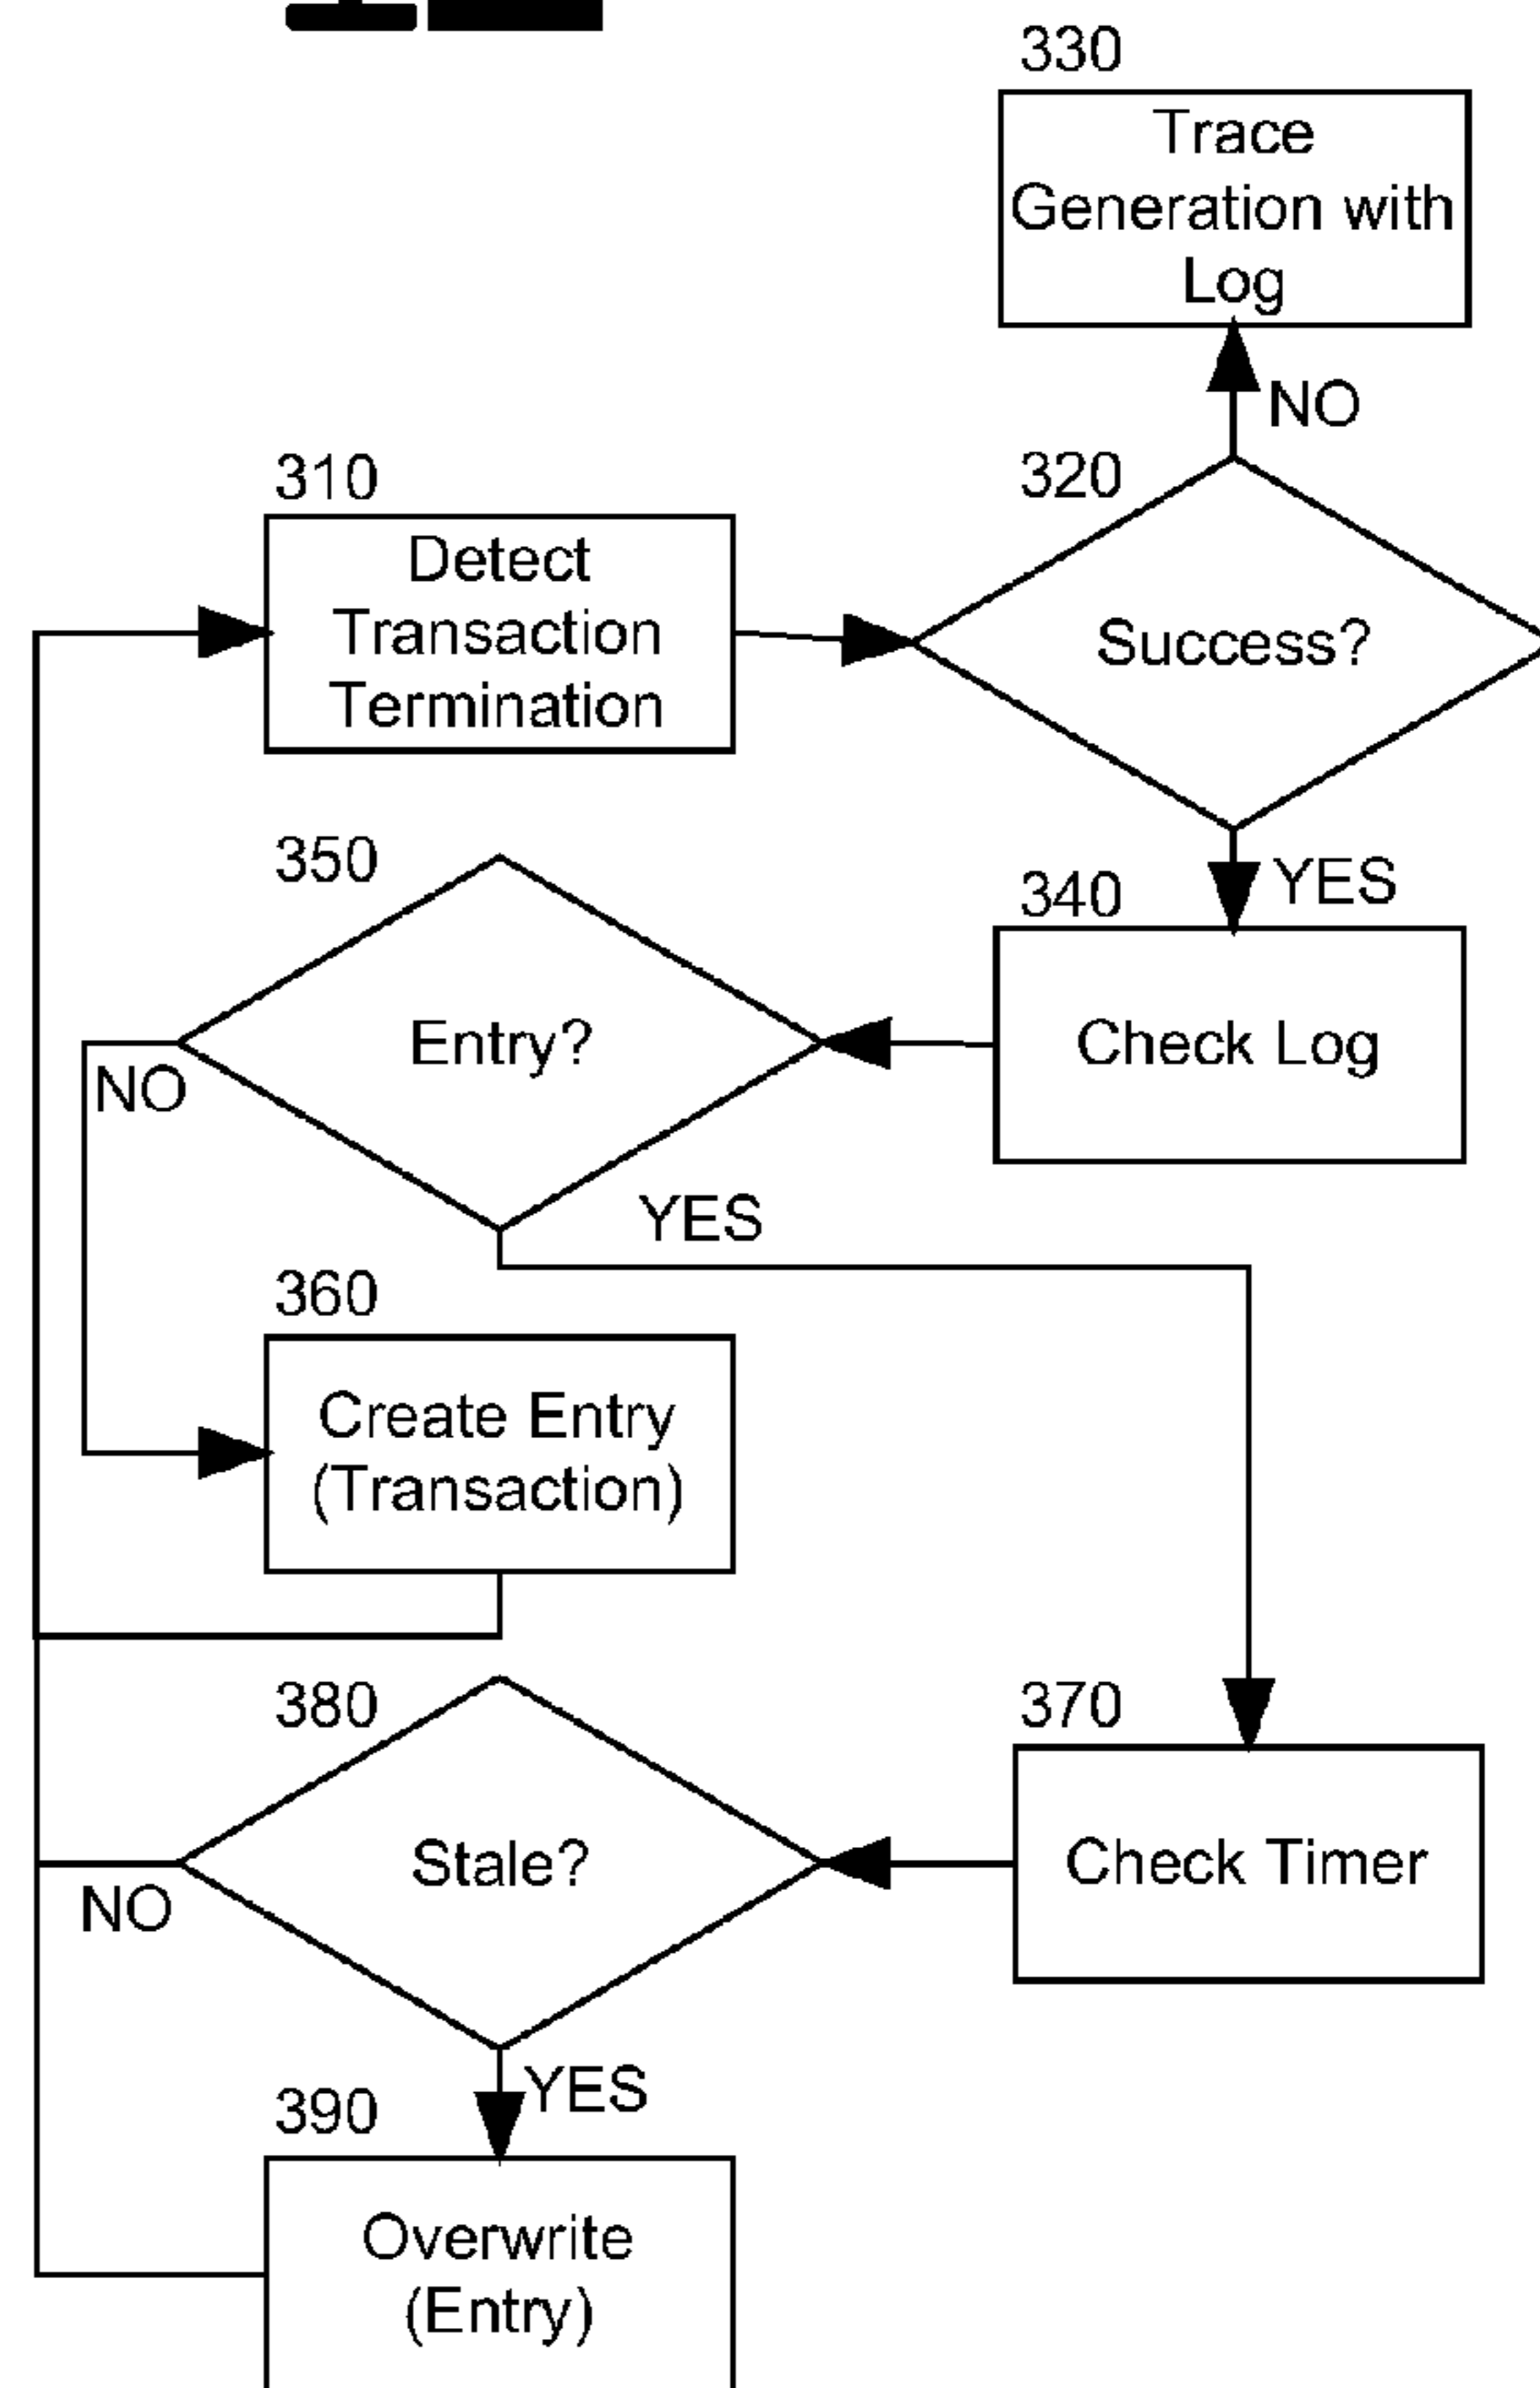 330
Trace
Generation with
Log
NO
310
Detect
Transaction
Termination
320
Success?
YES
350
Entry?
NO
YES
340
Check Log
360
Create Entry
(Transaction)
380
Stale?
NO
YES
370
Check Timer
390
Overwrite
(Entry)